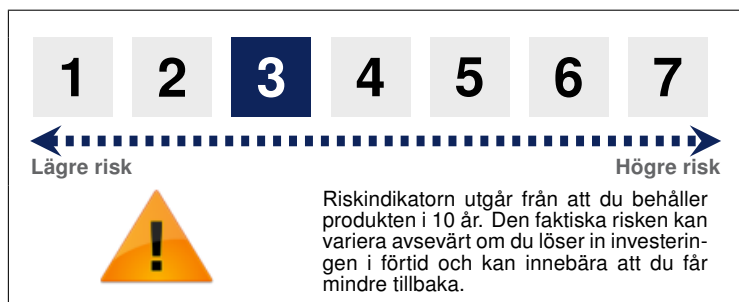 1 2 3 4 5 6 7
Lägre risk Högre risk
!
Riskindikatorn utgår från att du behåller
produkten i 10 år. Den faktiska risken kan
variera avsevärt om du löser in investerin-
gen i förtid och kan innebära att du får
mindre tillbaka.